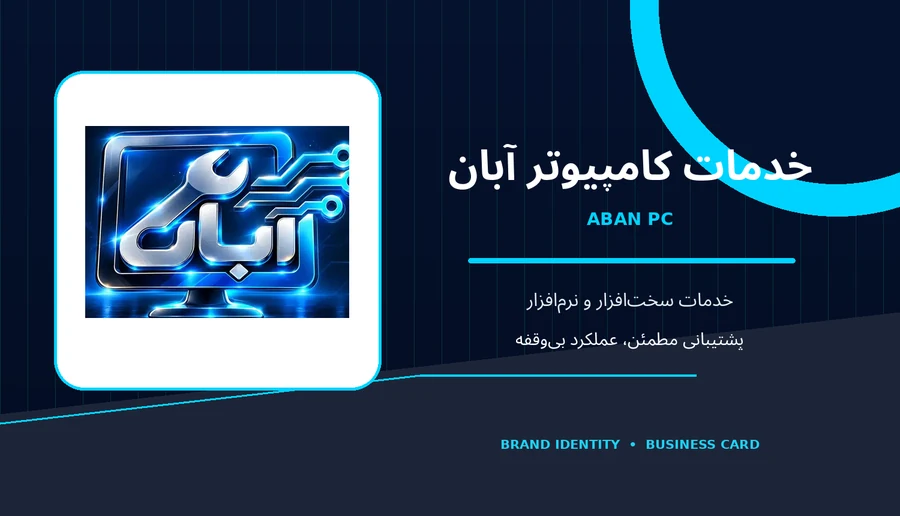 آبان
خدمات کامپیوتر آبان
ABAN PC
خدمات سخت‌افزار و نرم‌افزار
پشتیبانی مطمئن، عملکرد بی‌وقفه
BRAND IDENTITY • BUSINESS CARD